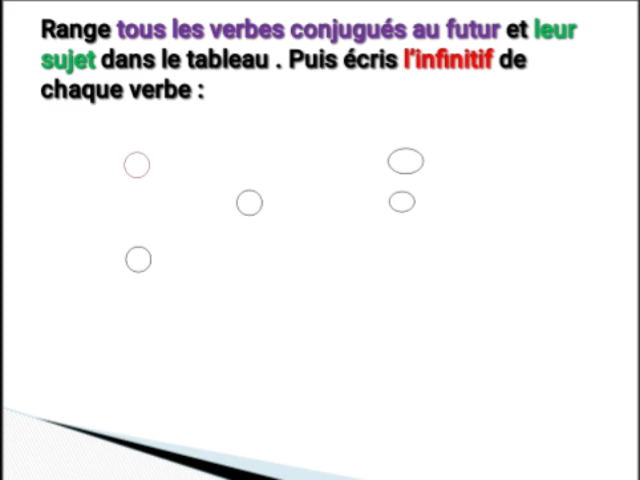 Range tous les verbes conjugués au futur et leur
sujet dans le tableau . Puis écris l'infinitif de
chaque verbe :